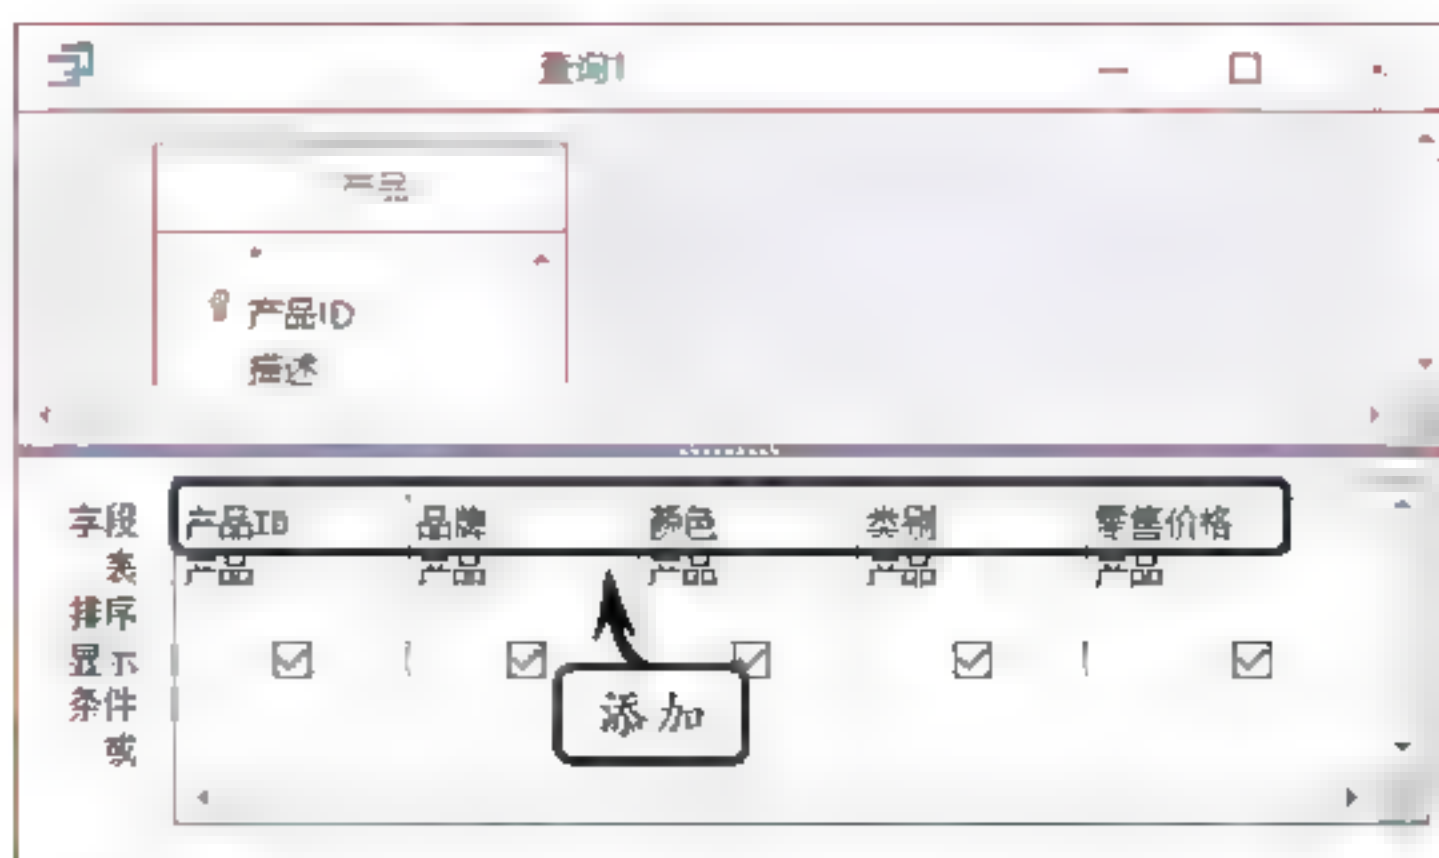 查询1
产品
产品ID
描述
字段 产品ID 品牌 颜色 类别 零售价格
表 产品 产品 产品 产品 产品
排序
显示
条件
或
添加